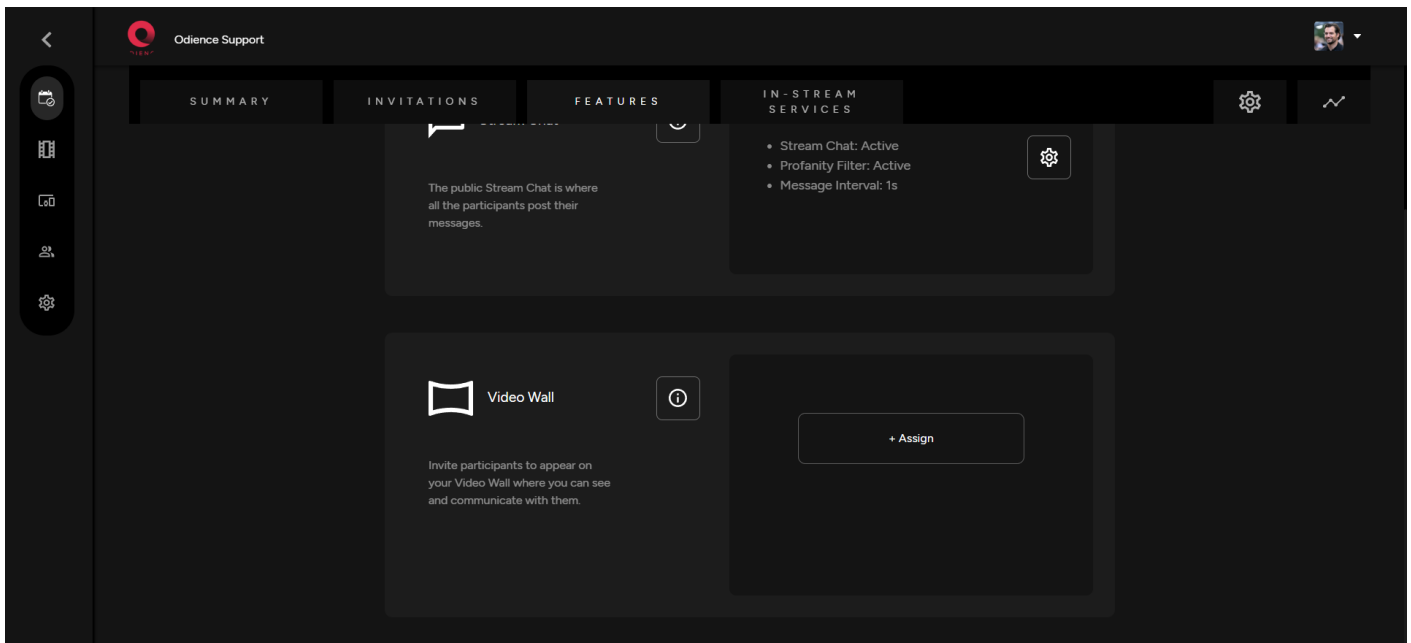 Odience Support
SUMMARY
INVITATIONS
FEATURES
IN-STREAM
SERVICES
Stream Chat
• Stream Chat: Active
• Profanity Filter: Active
• Message Interval: 1s
The public Stream Chat is where
all the participants post their
messages.
Video Wall
+ Assign
Invite participants to appear on
your Video Wall where you can see
and communicate with them.